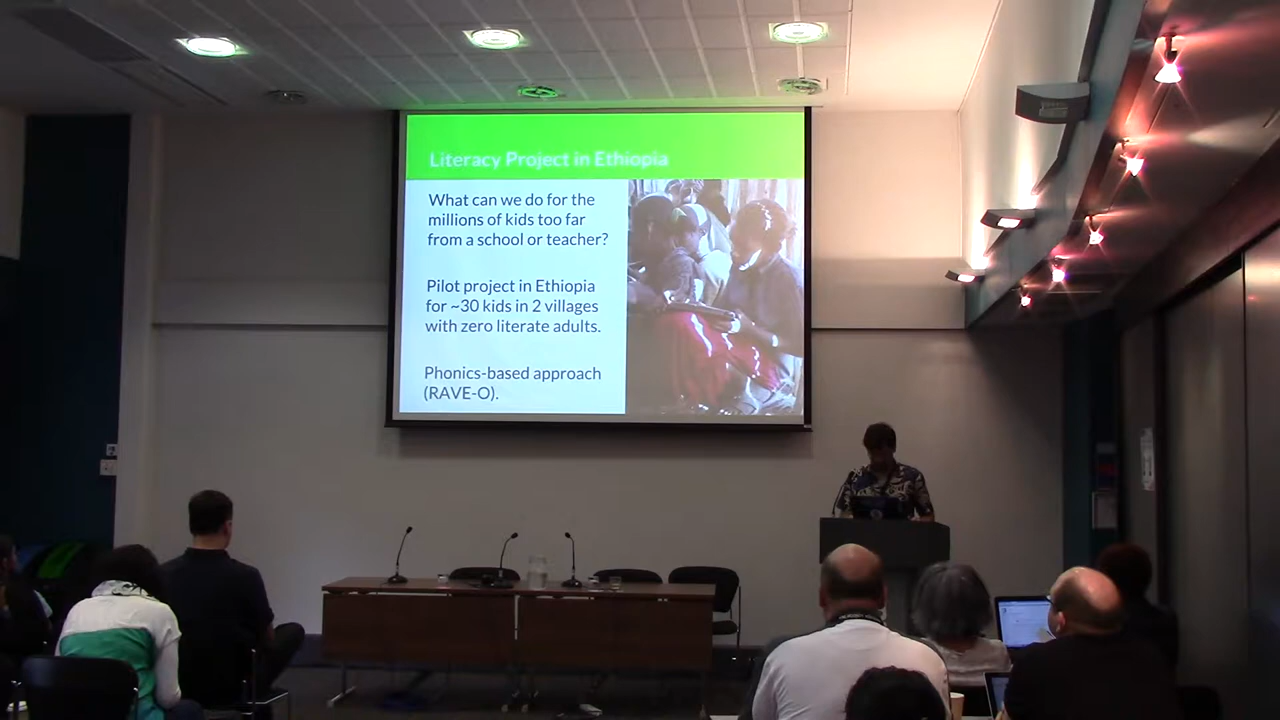 Literacy Project in Ethiopia
What can we do for the
millions of kids too far
from a school or teacher?
Pilot project in Ethiopia
for ~30 kids in 2 villages
with zero literate adults.
Phonics-based approach
(RAVE-O).